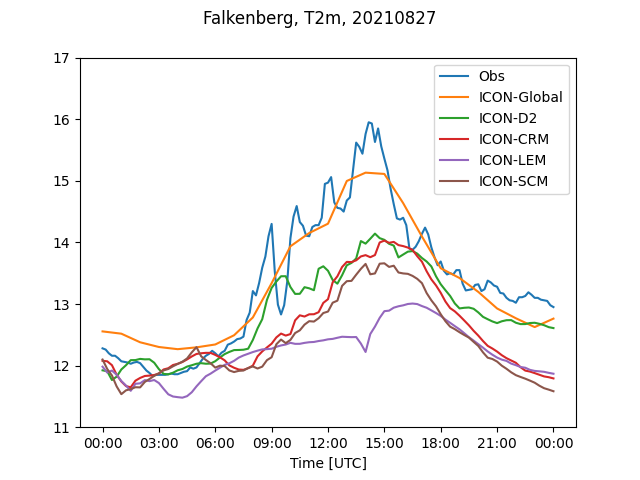 Falkenberg, T2m, 20210827
17
16
15
14
13
12
11
Obs
ICON-Global
ICON-D2
ICON-CRM
ICON-LEM
ICON-SCM
00:00 03:00 06:00 09:00 12:00 15:00 18:00 21:00 00:00
Time [UTC]